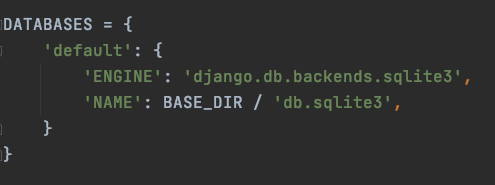 DATABASES = {
    'default': {
        'ENGINE': 'django.db.backends.sqlite3',
        'NAME': BASE_DIR / 'db.sqlite3',
    }
}